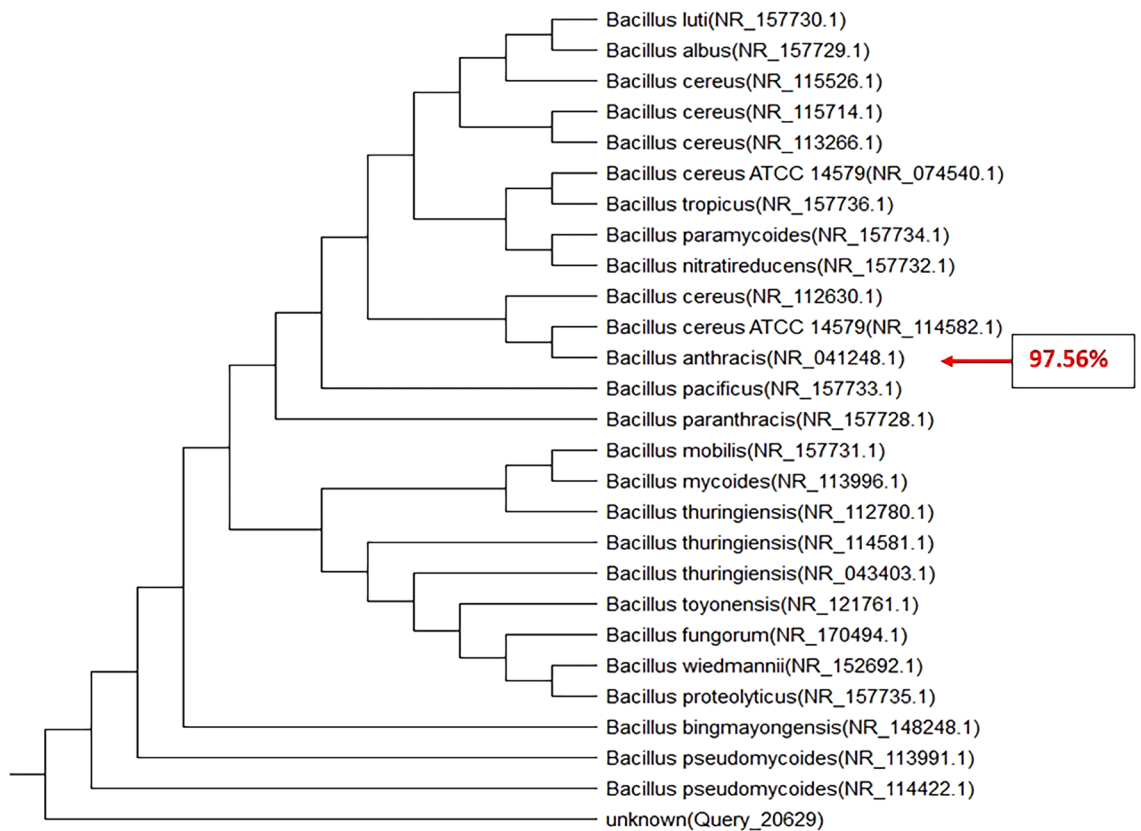 Bacillus luti(NR_157730.1)
Bacillus albus(NR_157729.1)
Bacillus cereus(NR_115526.1)
Bacillus cereus(NR_115714.1)
Bacillus cereus(NR_113266.1)
Bacillus cereus ATCC 14579(NR_074540.1)
Bacillus tropicus(NR_157736.1)
Bacillus paramycoides(NR_157734.1)
Bacillus nitratireducens(NR_157732.1)
Bacillus cereus(NR_112630.1)
Bacillus cereus ATCC 14579(NR_114582.1)
Bacillus anthracis(NR_041248.1)
97.56%
Bacillus pacificus(NR_157733.1)
Bacillus paranthracis(NR_157728.1)
Bacillus mobilis(NR_157731.1)
Bacillus mycoides(NR_113996.1)
Bacillus thuringiensis(NR_112780.1)
Bacillus thuringiensis(NR_114581.1)
Bacillus thuringiensis(NR_043403.1)
Bacillus toyonensis(NR_121761.1)
Bacillus fungorum(NR_170494.1)
Bacillus wiedmannii(NR_152692.1)
Bacillus proteolyticus(NR_157735.1)
Bacillus bingmayongensis(NR_148248.1)
Bacillus pseudomycoides(NR_113991.1)
Bacillus pseudomycoides(NR_114422.1)
unknown(Query_20629)